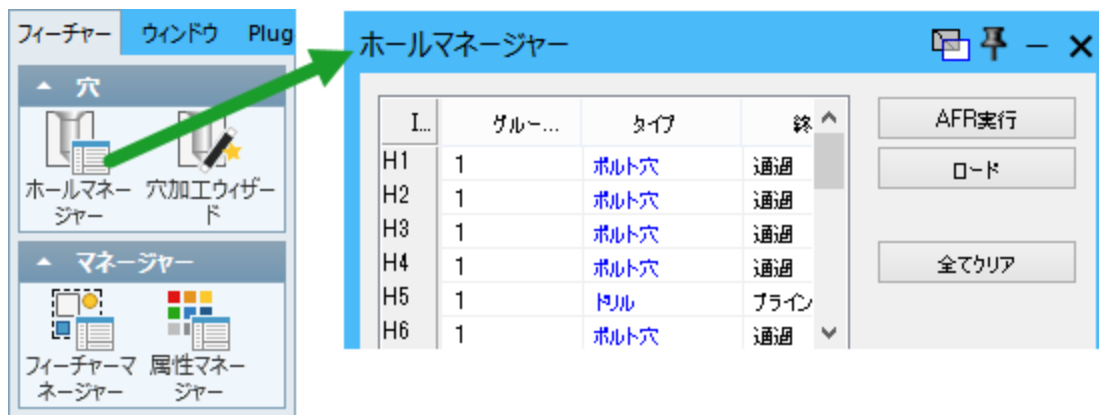 フィーチャー ウィンドウ Plug
穴
ホールマネージャー
穴加工ウィザード
マネージャー
フィーチャーマネージャー
属性マネージャー
ホールマネージャー
I... グルー... タイプ 終
H1 1 ボルト穴 通過
H2 1 ボルト穴 通過
H3 1 ボルト穴 通過
H4 1 ボルト穴 通過
H5 1 ドリル ブライン
H6 1 ボルト穴 通過
AFR実行
ロード
全てクリア